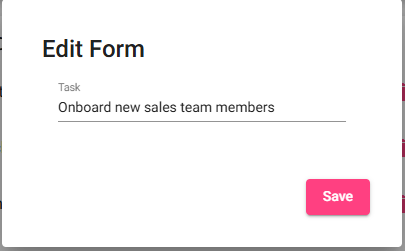 Edit Form
Task
Onboard new sales team members
Save